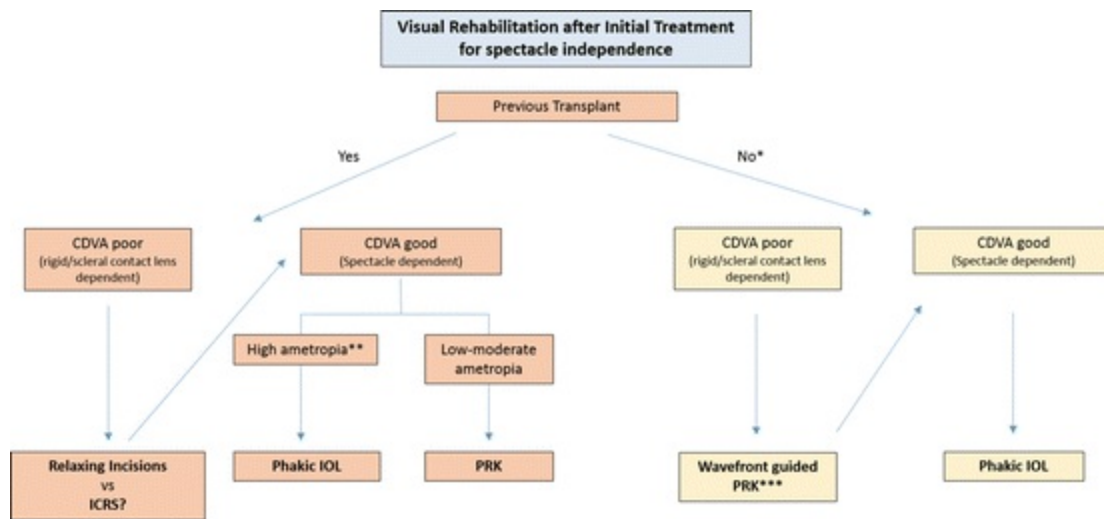 Visual Rehabilitation after Initial Treatment
for spectacle independence
Previous Transplant
Yes
No*
CDVA poor
(rigid/scleral contact lens
dependent)
CDVA good
(Spectacle dependent)
CDVA poor
(rigid/scleral contact lens
dependent)
CDVA good
(Spectacle dependent)
High ametropia**
Low-moderate
ametropia
Relaxing Incisions
vs
ICRS?
Phakic IOL
PRK
Wavefront guided
PRK***
Phakic IOL